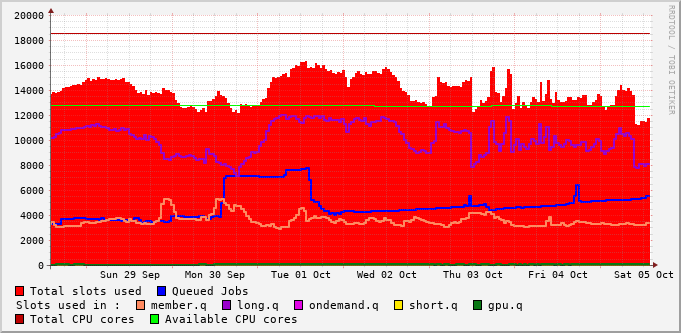 RRDTOOL / TOBI OETIKER
20000
18000
16000
14000
12000
10000
8000
6000
4000
2000
0
Sun 29 Sep Mon 30 Sep Tue 01 Oct Wed 02 Oct Thu 03 Oct Fri 04 Oct Sat 05 Oct
Total slots used Queued Jobs
Slots used in : member.q long.q ondemand.q short.q gpu.q
Total CPU cores Available CPU cores